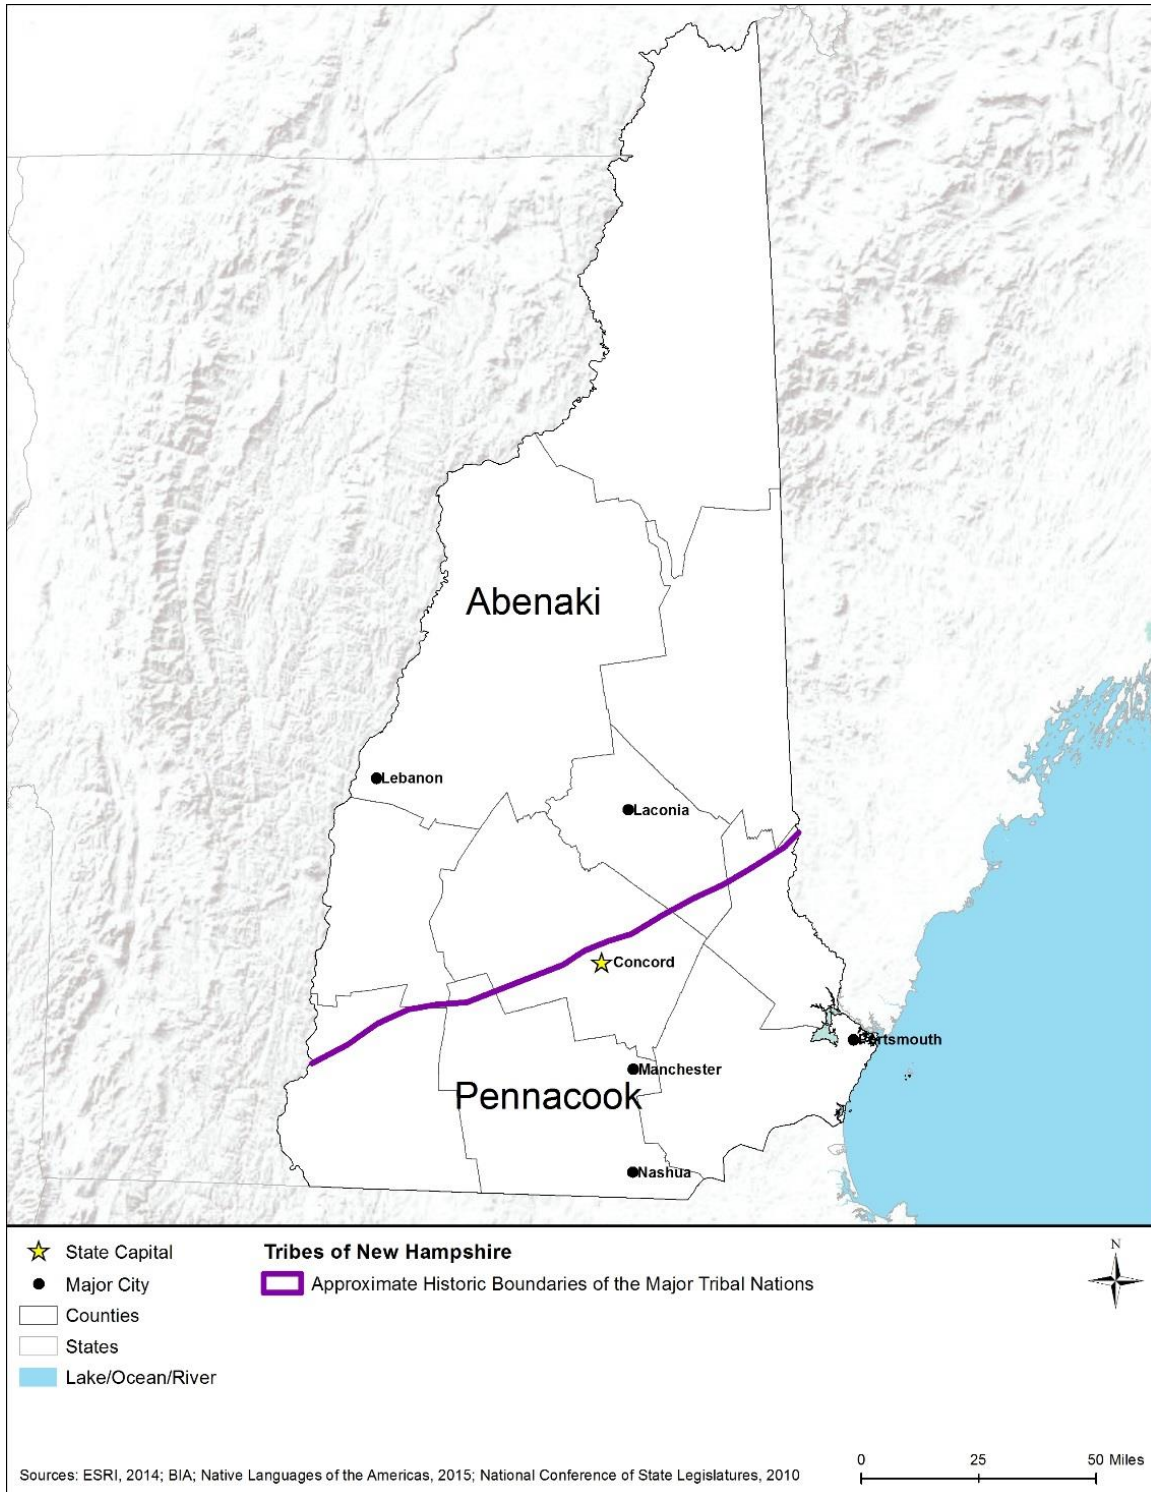 Abenaki
Lebanon
Laconia
Concord
Portsmouth
Manchester
Pennacook
Nashua
State Capital
Major City
Counties
States
Lake/Ocean/River
Tribes of New Hampshire
Approximate Historic Boundaries of the Major Tribal Nations
N
0 25 50 Miles
Sources: ESRI, 2014; BIA; Native Languages of the Americas, 2015; National Conference of State Legislatures, 2010